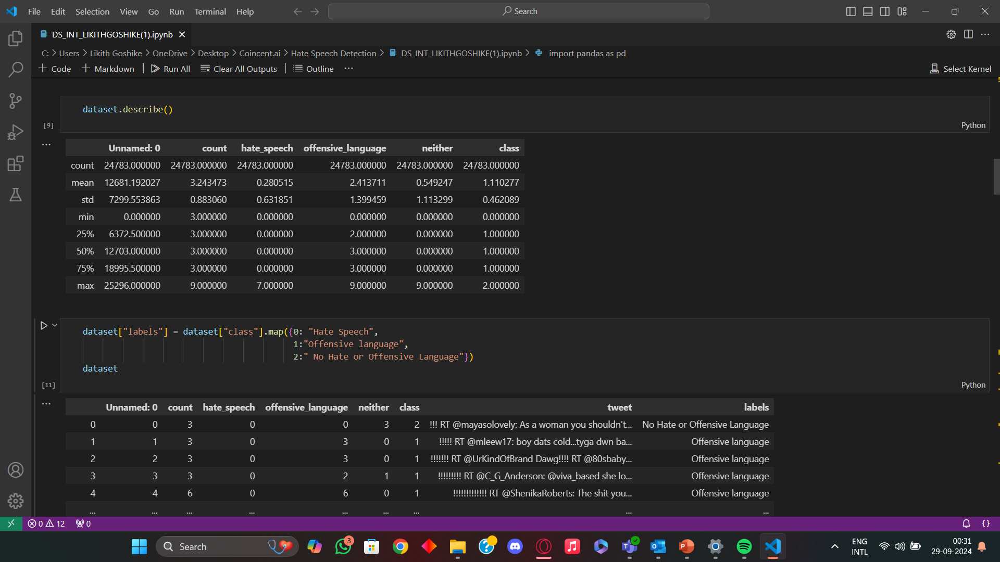 File Edit Selection View Go Run Terminal Help Search
DS_INT_LIKITHGOSHIKE(1).ipynb
C: > Users > Likith Goshike > OneDrive > Desktop > Coincent.ai > Hate Speech Detection > DS_INT_LIKITHGOSHIKE(1).ipynb > import pandas as pd
+ Code + Markdown Run All Clear All Outputs Outline ... Select Kernel
dataset.describe()
[9] Python
...
Unnamed: 0 count hate_speech offensive_language neither class
count 24783.000000 24783.000000 24783.000000 24783.000000 24783.000000 24783.000000
mean 12681.192027 3.243473 0.280515 2.413711 0.549247 1.110277
std 7299.553863 0.883060 0.631851 1.399459 1.113299 0.462089
min 0.000000 3.000000 0.000000 0.000000 0.000000 0.000000
25% 6372.500000 3.000000 0.000000 2.000000 0.000000 1.000000
50% 12703.000000 3.000000 0.000000 3.000000 0.000000 1.000000
75% 18995.500000 3.000000 0.000000 3.000000 0.000000 1.000000
max 25296.000000 9.000000 7.000000 9.000000 9.000000 2.000000
dataset["labels"] = dataset["class"].map({0: "Hate Speech",
1:"Offensive language",
2:" No Hate or Offensive Language"})
dataset
[11] Python
...
Unnamed: 0 count hate_speech offensive_language neither class tweet labels
0 0 3 0 0 3 2 !!! RT @mayasolovely: As a woman you shouldn't... No Hate or Offensive Language
1 1 3 0 3 0 1 !!!!! RT @mleew17: boy dats cold...tyga dwn ba... Offensive language
2 2 3 0 3 0 1 !!!!!!! RT @UrKindOfBrand Dawg!!!! RT @80sbaby... Offensive language
3 3 3 0 2 1 1 !!!!!!!!! RT @C_G_Anderson: @viva_based she lo... Offensive language
4 4 6 0 6 0 1 !!!!!!!!!!!!! RT @ShenikaRoberts: The shit you... Offensive language
... ... ... ... ... ... ... ... ...
0 12 0 {}
Search 3 ENG 00:31
INTL 29-09-2024